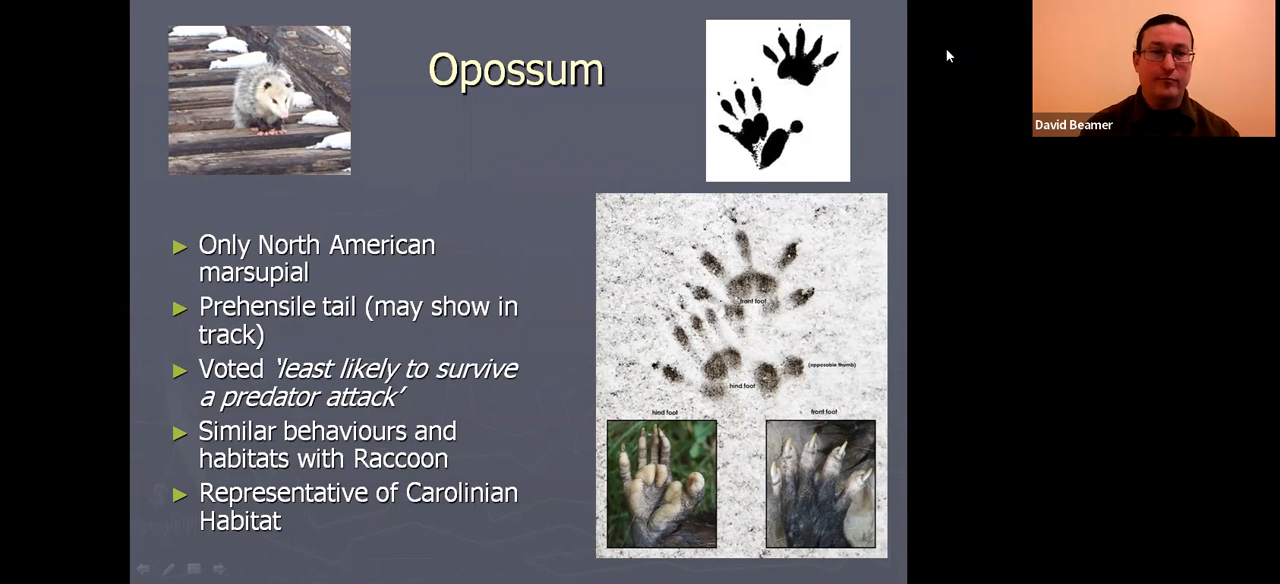 Opossum
David Beamer
Only North American
marsupial
Prehensile tail (may show in
track)
Voted 'least likely to survive
a predator attack'
Similar behaviours and
habitats with Raccoon
Representative of Carolinian
Habitat
front foot
(opposable thumb)
hind foot
hind foot
front foot